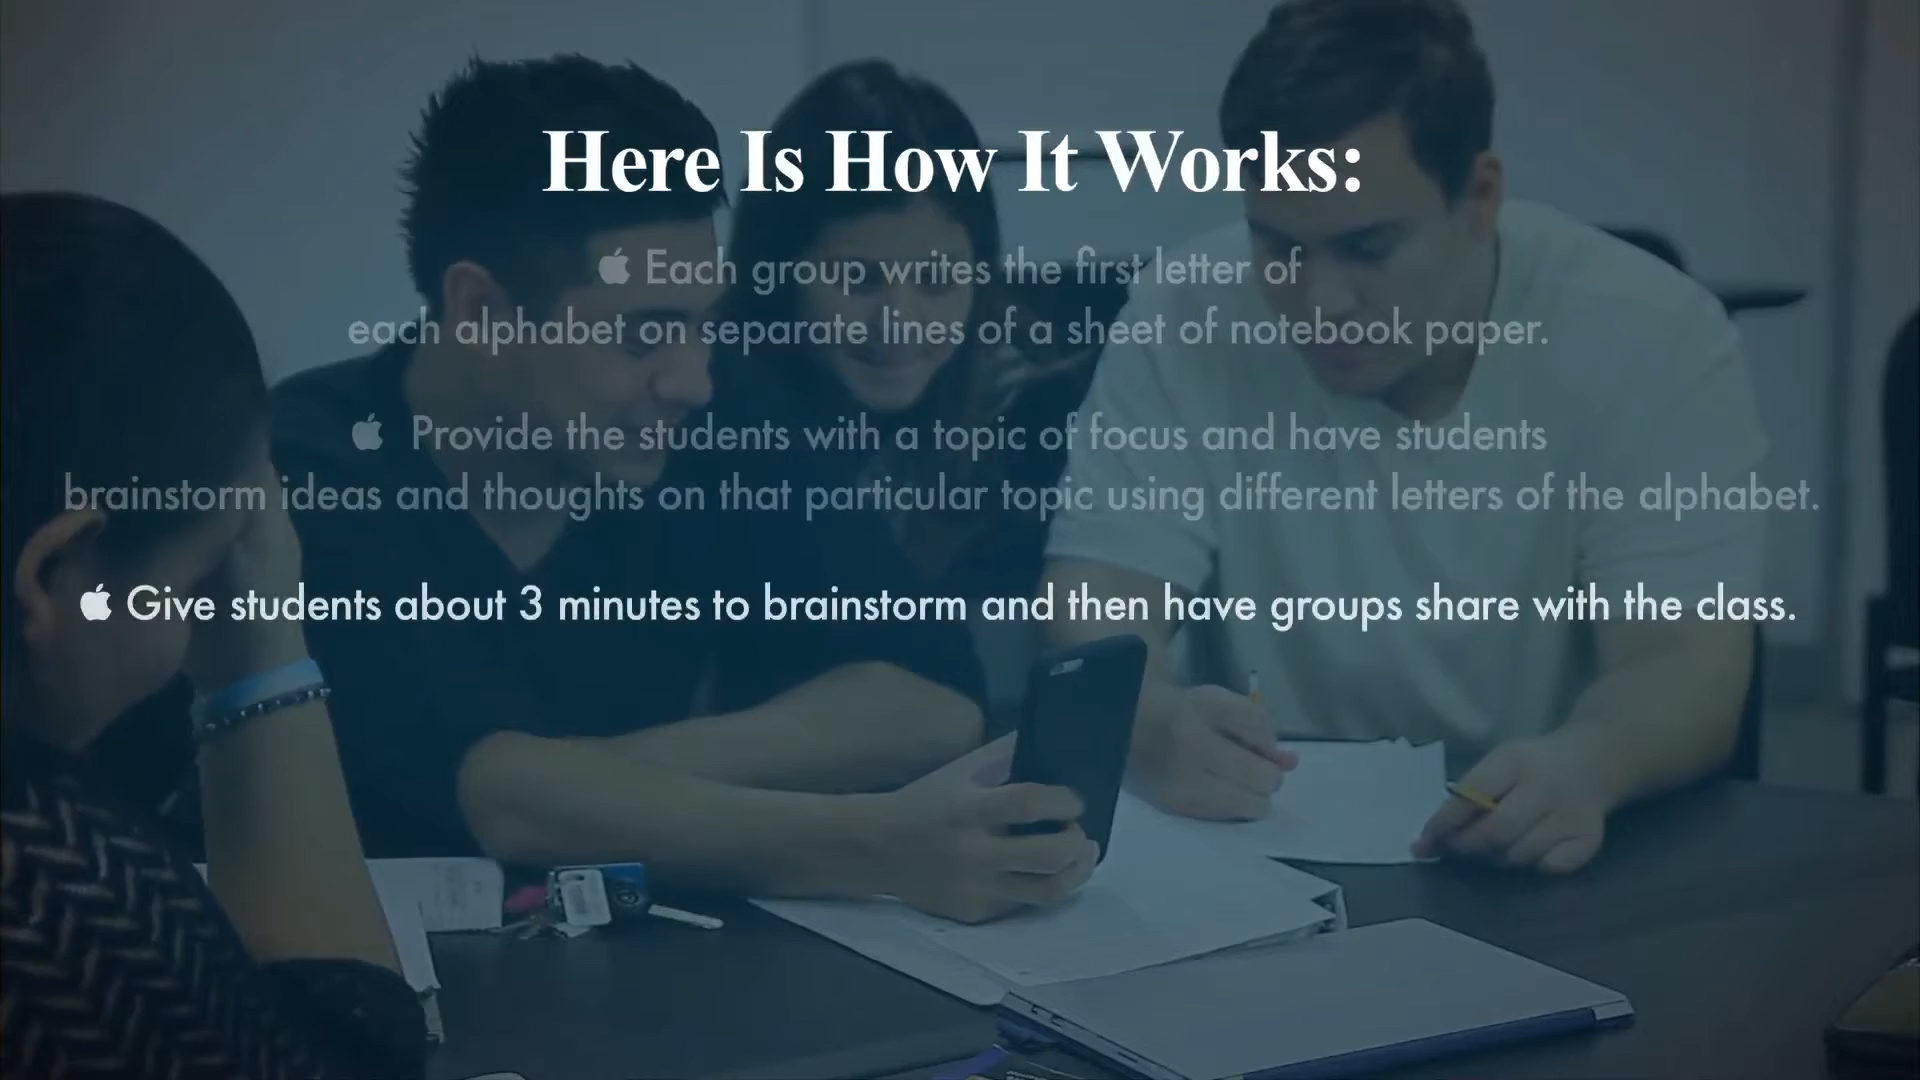 Here Is How It Works:
Each group writes the first letter of
each alphabet on separate lines of a sheet of notebook paper.
Provide the students with a topic of focus and have students
brainstorm ideas and thoughts on that particular topic using different letters of the alphabet.
Give students about 3 minutes to brainstorm and then have groups share with the class.